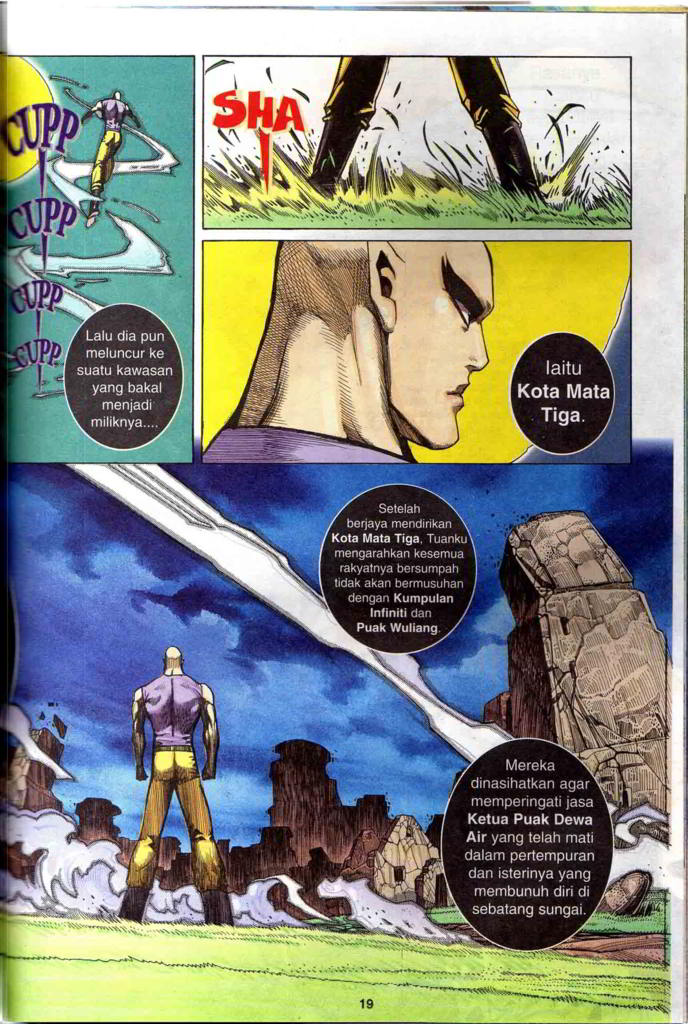 CUPP
CUPP
CUPP
CUPP
Lalu dia pun
meluncur ke
suatu kawasan
yang bakal
menjadi
miliknya....
SHA
Iaitu
Kota Mata
Tiga.
Setelah
berjaya mendirikan
Kota Mata Tiga, Tuanku
mengarahkan kesemua
rakyatnya bersumpah
tidak akan bermusuhan
dengan Kumpulan
Infiniti dan
Puak Wuliang.
Mereka
dinasihatkan agar
memperingati jasa
Ketua Puak Dewa
Air yang telah mati
dalam pertempuran
dan isterinya yang
membunuh diri di
sebatang sungai.
19